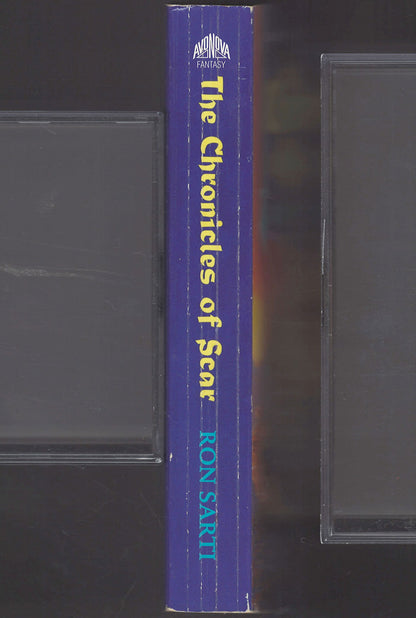 AVONOVA
FANTASY
The Chronicles of Scar
RON SARTI